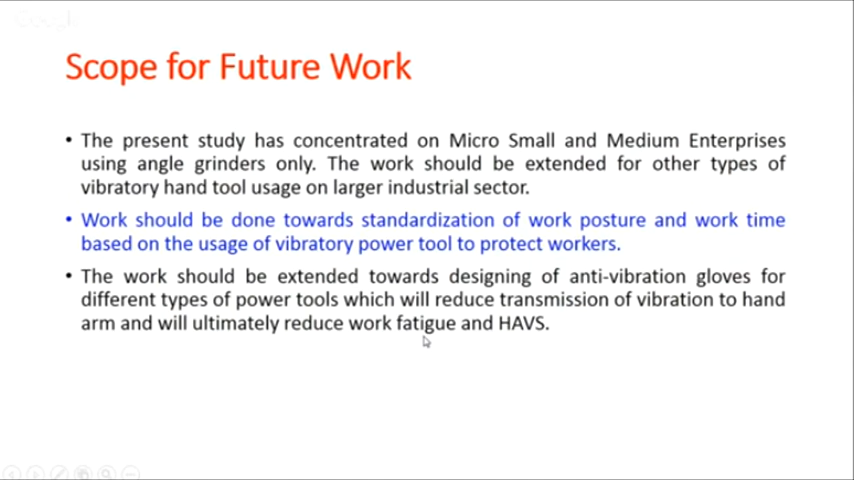 Scope for Future Work
• The present study has concentrated on Micro Small and Medium Enterprises
using angle grinders only. The work should be extended for other types of
vibratory hand tool usage on larger industrial sector.
• Work should be done towards standardization of work posture and work time
based on the usage of vibratory power tool to protect workers.
• The work should be extended towards designing of anti-vibration gloves for
different types of power tools which will reduce transmission of vibration to hand
arm and will ultimately reduce work fatigue and HAVS.